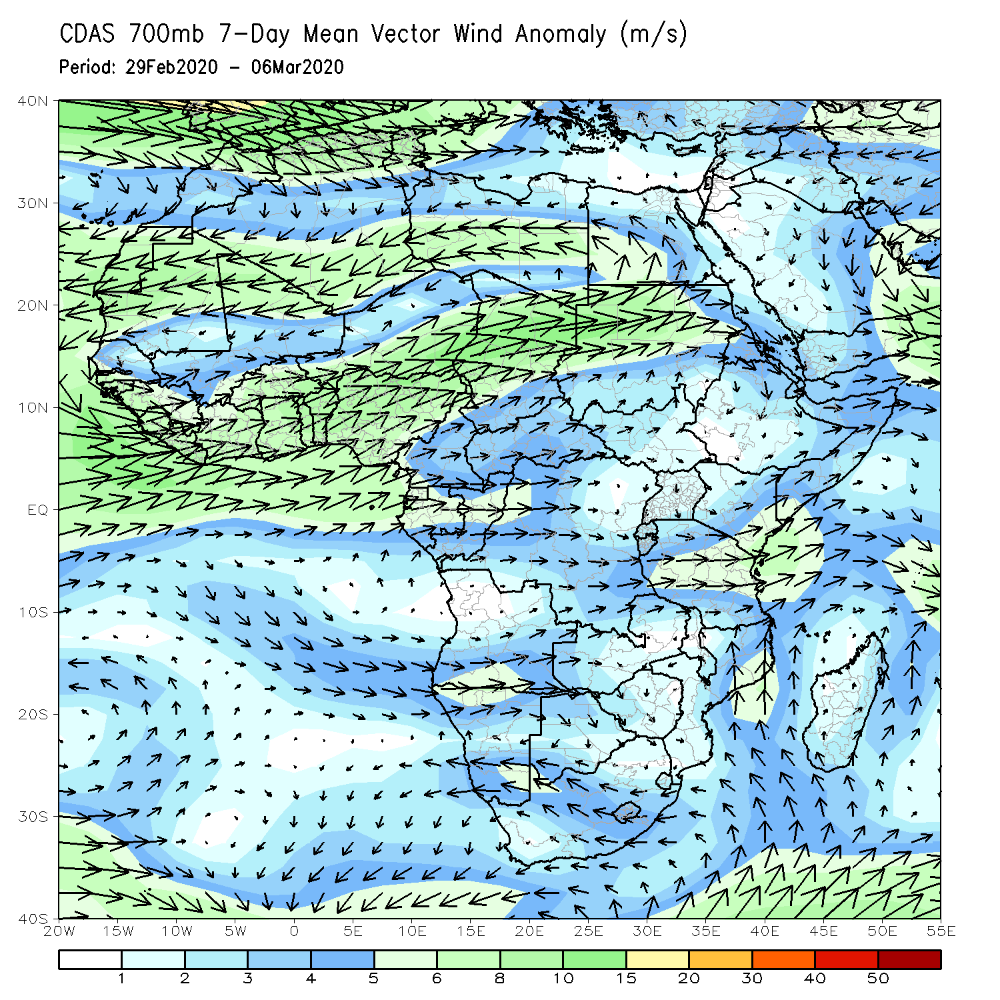 CDAS 700mb 7-Day Mean Vector Wind Anomaly (m/s)
Period: 29Feb2020 - 06Mar2020
40N
30N
20N
10N
EQ
10S
20S
30S
40S
20W 15W 10W 5W 0 5E 10E 15E 20E 25E 30E 35E 40E 45E 50E 55E
1 2 3 4 5 6 8 10 15 20 30 40 50